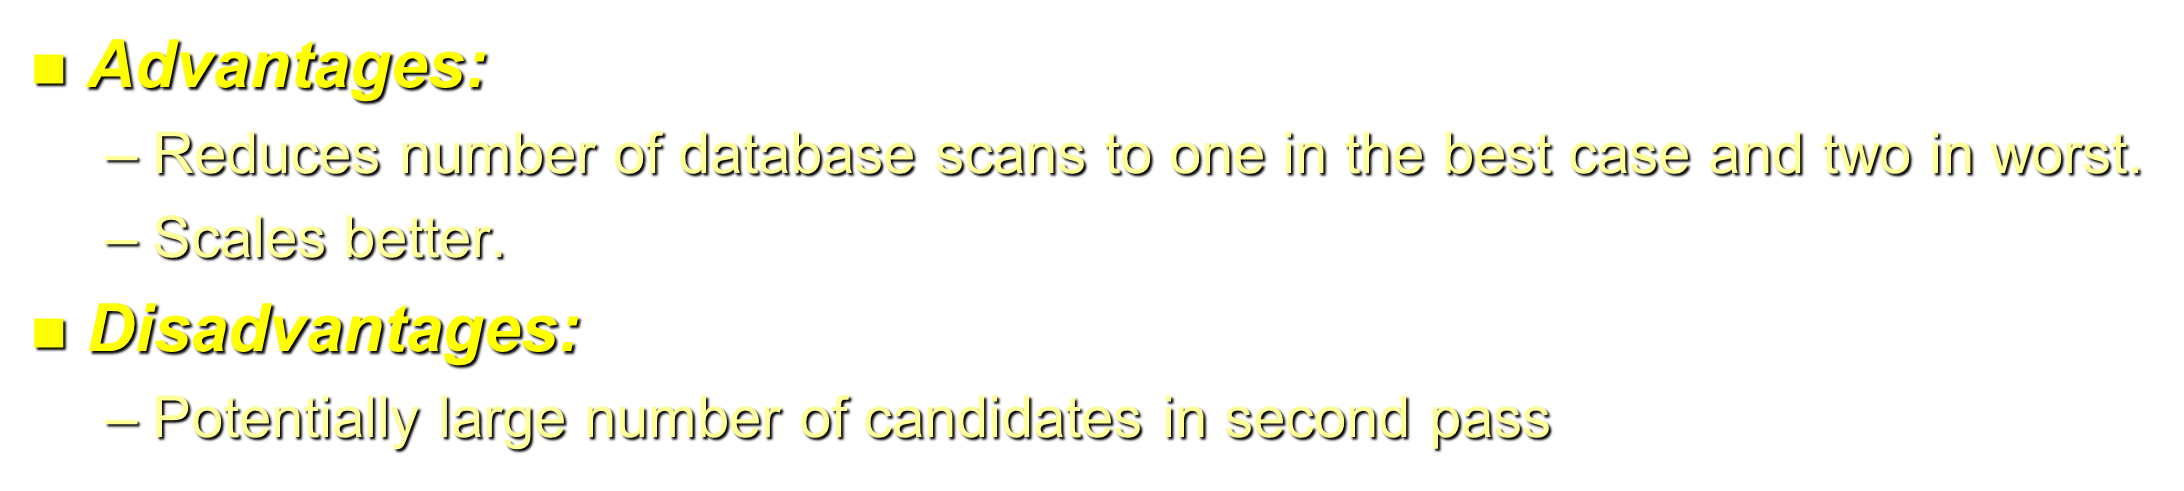 ■ Advantages:
– Reduces number of database scans to one in the best case and two in worst.
– Scales better.
■ Disadvantages:
– Potentially large number of candidates in second pass